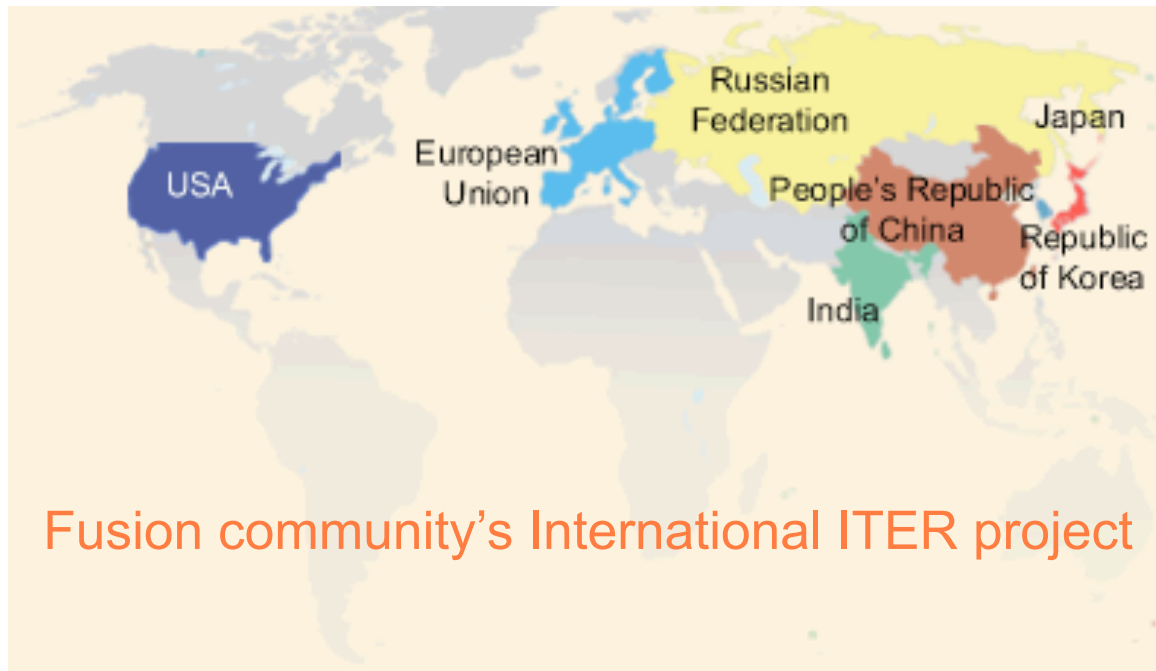 Russian
Federation
Japan
European
Union
USA
People's Republic
of China
Republic
of Korea
India
Fusion community’s International ITER project